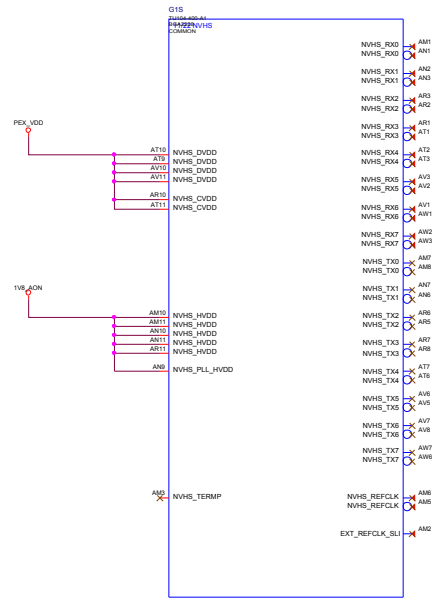 G1S
TU104-400-A1
COMMON
11/22 NVHS
PEX_VDD
AT10 NVHS_DVDD
AT9 NVHS_DVDD
AV10 NVHS_DVDD
AV11 NVHS_DVDD
AR10 NVHS_CVDD
AT11 NVHS_CVDD
1V8_AON
AM10 NVHS_HVDD
AM11 NVHS_HVDD
AN10 NVHS_HVDD
AN11 NVHS_HVDD
AR11 NVHS_HVDD
AN9 NVHS_PLL_HVDD
AM3 NVHS_TERMP
NVHS_RX0 AM1
NVHS_RX0 AN1
NVHS_RX1 AN2
NVHS_RX1 AN3
NVHS_RX2 AR3
NVHS_RX2 AR2
NVHS_RX3 AR1
NVHS_RX3 AT1
NVHS_RX4 AT2
NVHS_RX4 AT3
NVHS_RX5 AV3
NVHS_RX5 AV2
NVHS_RX6 AV1
NVHS_RX6 AW1
NVHS_RX7 AW2
NVHS_RX7 AW3
NVHS_TX0 AM7
NVHS_TX0 AM8
NVHS_TX1 AN7
NVHS_TX1 AN6
NVHS_TX2 AR6
NVHS_TX2 AR5
NVHS_TX3 AR7
NVHS_TX3 AR8
NVHS_TX4 AT7
NVHS_TX4 AT6
NVHS_TX5 AV6
NVHS_TX5 AV5
NVHS_TX6 AV7
NVHS_TX6 AV8
NVHS_TX7 AW7
NVHS_TX7 AW6
NVHS_REFCLK AM6
NVHS_REFCLK AM5
EXT_REFCLK_SLI AM2